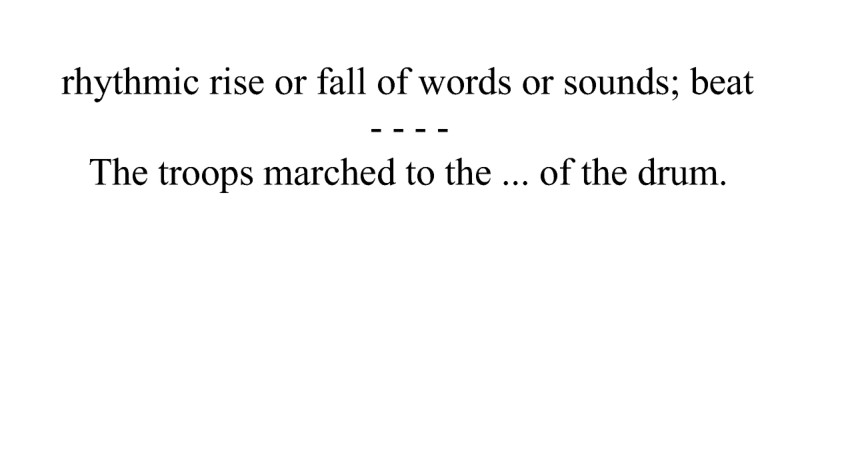 rhythmic rise or fall of words or sounds; beat
- - - -
The troops marched to the ... of the drum.